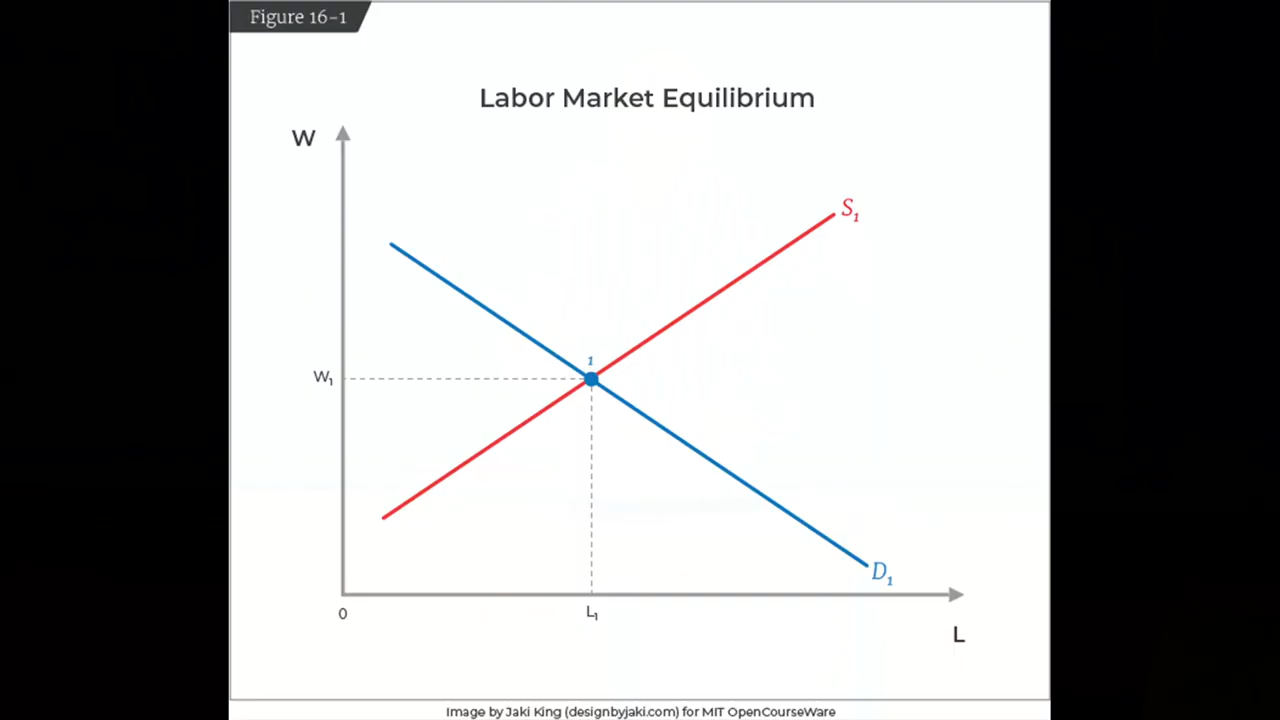 Figure 16-1
Labor Market Equilibrium
W
S₁
1
W₁
D₁
0
L₁
L
Image by Jaki King (designbyjaki.com) for MIT OpenCourseWare